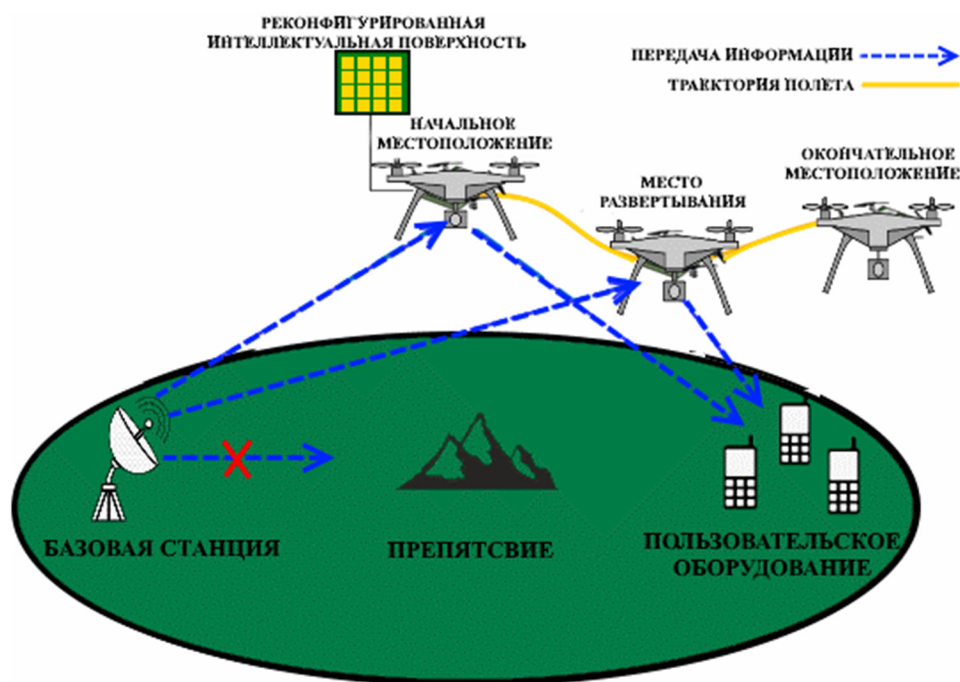 РЕКОНФИГУРИРОВАННАЯ
ИНТЕЛЛЕКТУАЛЬНАЯ ПОВЕРХНОСТЬ
ПЕРЕДАЧА ИНФОРМАЦИИ
ТРАЕКТОРИЯ ПОЛЕТА
НАЧАЛЬНОЕ
МЕСТОПОЛОЖЕНИЕ
МЕСТО
РАЗВЕРТЫВАНИЯ
ОКОНЧАТЕЛЬНОЕ
МЕСТОПОЛОЖЕНИЕ
БАЗОВАЯ СТАНЦИЯ
ПРЕПЯТСВИЕ
ПОЛЬЗОВАТЕЛЬСКОЕ
ОБОРУДОВАНИЕ